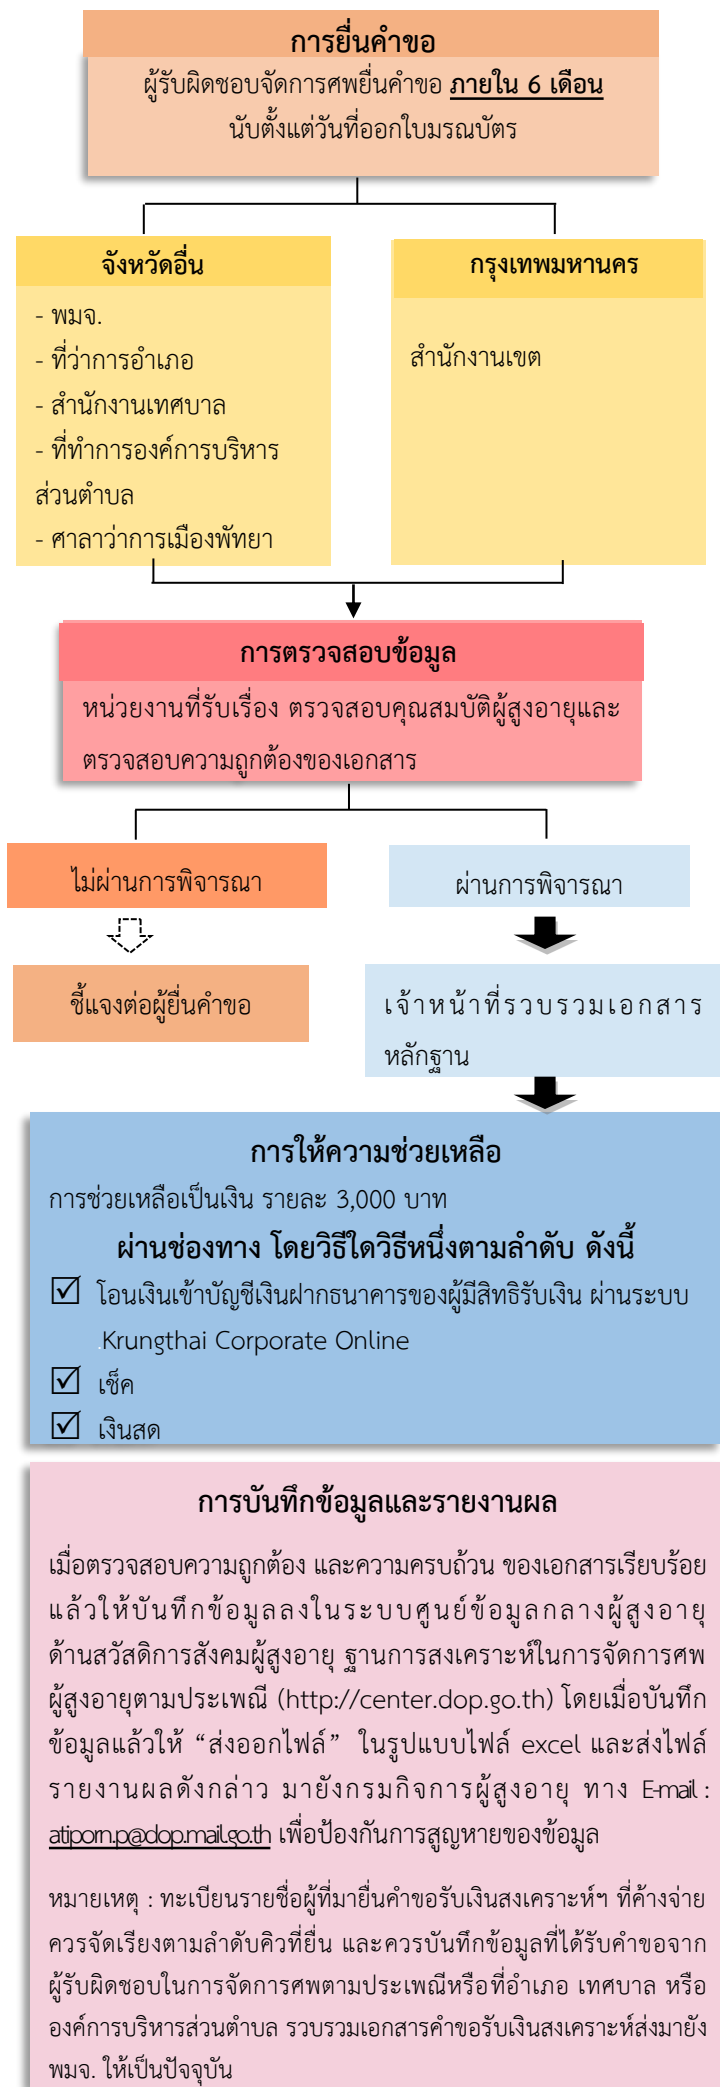 การยื่นคำขอ
ผู้รับผิดชอบจัดการศพยื่นคำขอ ภายใน 6 เดือน
นับตั้งแต่วันที่ออกใบมรณบัตร
จังหวัดอื่น
- พมจ.
- ที่ว่าการอำเภอ
- สำนักงานเทศบาล
- ที่ทำการองค์การบริหาร
ส่วนตำบล
- ศาลาว่าการเมืองพัทยา
กรุงเทพมหานคร
สำนักงานเขต
การตรวจสอบข้อมูล
หน่วยงานที่รับเรื่อง ตรวจสอบคุณสมบัติผู้สูงอายุและ
ตรวจสอบความถูกต้องของเอกสาร
ไม่ผ่านการพิจารณา
ชี้แจงต่อผู้ยื่นคำขอ
ผ่านการพิจารณา
เจ้าหน้าที่รวบรวมเอกสาร
หลักฐาน
การให้ความช่วยเหลือ
การช่วยเหลือเป็นเงิน รายละ 3,000 บาท
ผ่านช่องทาง โดยวิธีใดวิธีหนึ่งตามลำดับ ดังนี้
☑ โอนเงินเข้าบัญชีเงินฝากธนาคารของผู้มีสิทธิรับเงิน ผ่านระบบ
Krungthai Corporate Online
☑ เช็ค
☑ เงินสด
การบันทึกข้อมูลและรายงานผล
เมื่อตรวจสอบความถูกต้อง และความครบถ้วน ของเอกสารเรียบร้อย
แล้วให้บันทึกข้อมูลลงในระบบศูนย์ข้อมูลกลางผู้สูงอายุ
ด้านสวัสดิการสังคมผู้สูงอายุ ฐานการสงเคราะห์ในการจัดการศพ
ผู้สูงอายุตามประเพณี (http://center.dop.go.th) โดยเมื่อบันทึก
ข้อมูลแล้วให้ “ส่งออกไฟล์” ในรูปแบบไฟล์ excel และส่งไฟล์
รายงานผลดังกล่าว มายังกรมกิจการผู้สูงอายุ ทาง E-mail :
atiporn.p@dop.mail.go.th เพื่อป้องกันการสูญหายของข้อมูล
หมายเหตุ : ทะเบียนรายชื่อผู้ที่มายื่นคำขอรับเงินสงเคราะห์ฯ ที่ค้างจ่าย
ควรจัดเรียงตามลำดับคิวที่ยื่น และควรบันทึกข้อมูลที่ได้รับคำขอจาก
ผู้รับผิดชอบในการจัดการศพตามประเพณีหรือที่อำเภอ เทศบาล หรือ
องค์การบริหารส่วนตำบล รวบรวมเอกสารคำขอรับเงินสงเคราะห์ส่งมายัง
พมจ. ให้เป็นปัจจุบัน